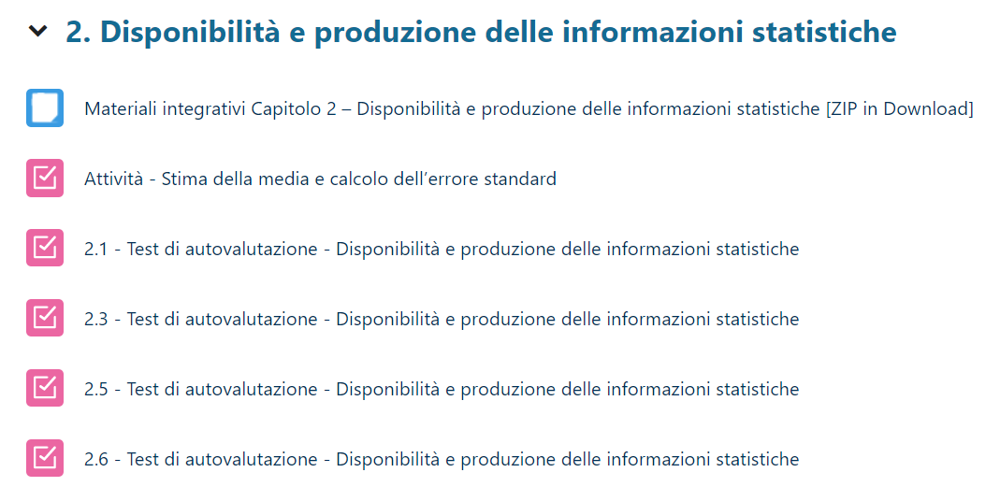 2. Disponibilità e produzione delle informazioni statistiche
Materiali integrativi Capitolo 2 – Disponibilità e produzione delle informazioni statistiche [ZIP in Download]
Attività - Stima della media e calcolo dell’errore standard
2.1 - Test di autovalutazione - Disponibilità e produzione delle informazioni statistiche
2.3 - Test di autovalutazione - Disponibilità e produzione delle informazioni statistiche
2.5 - Test di autovalutazione - Disponibilità e produzione delle informazioni statistiche
2.6 - Test di autovalutazione - Disponibilità e produzione delle informazioni statistiche